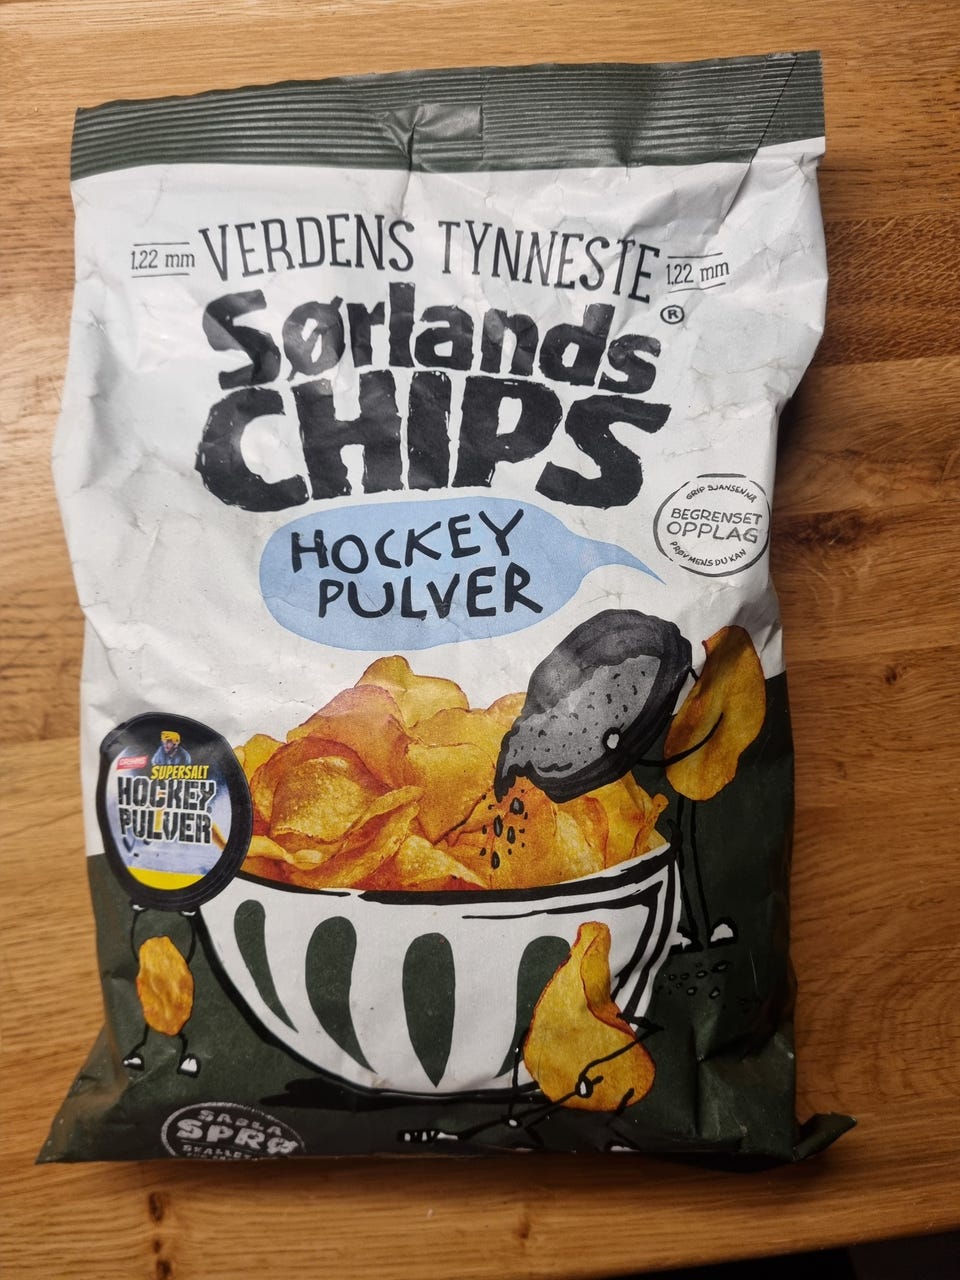 1.22 mm VERDENS TYNNESTE 1.22 mm
Sørlands ®
CHIPS
HOCKEY
PULVER
GRIP SJANSEN NÅ
BEGRENSET
OPPLAG
PRØV MENS DU KAN
SUPERSALT
HOCKEY
PULVER
SABLA
SPRØ